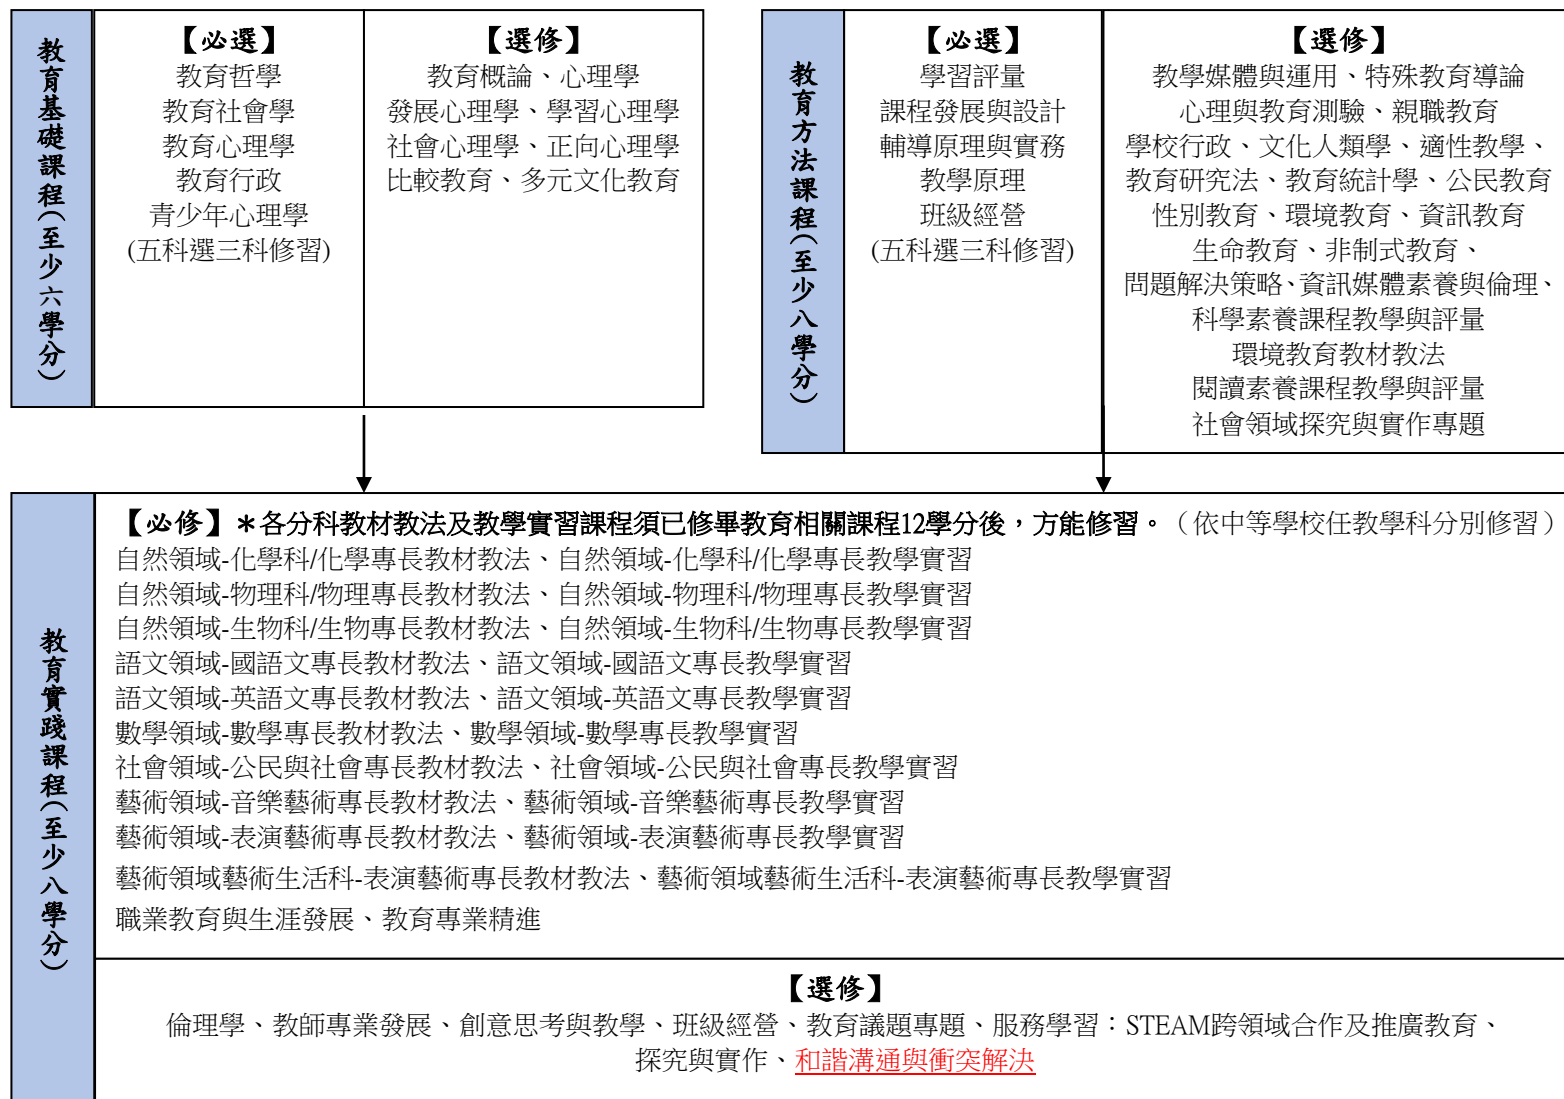 教育基礎課程(至少六學分)
【必選】
教育哲學
教育社會學
教育心理學
教育行政
青少年心理學
(五科選三科修習)
【選修】
教育概論、心理學
發展心理學、學習心理學
社會心理學、正向心理學
比較教育、多元文化教育
教育方法課程(至少八學分)
【必選】
學習評量
課程發展與設計
輔導原理與實務
教學原理
班級經營
(五科選三科修習)
【選修】
教學媒體與運用、特殊教育導論
心理與教育測驗、親職教育
學校行政、文化人類學、適性教學、
教育研究法、教育統計學、公民教育
性別教育、環境教育、資訊教育
生命教育、非制式教育、
問題解決策略、資訊媒體素養與倫理、
科學素養課程教學與評量
環境教育教材教法
閱讀素養課程教學與評量
社會領域探究與實作專題
教育實踐課程(至少八學分)
【必修】＊各分科教材教法及教學實習課程須已修畢教育相關課程12學分後，方能修習。（依中等學校任教學科分別修習）
自然領域-化學科/化學專長教材教法、自然領域-化學科/化學專長教學實習
自然領域-物理科/物理專長教材教法、自然領域-物理科/物理專長教學實習
自然領域-生物科/生物專長教材教法、自然領域-生物科/生物專長教學實習
語文領域-國語文專長教材教法、語文領域-國語文專長教學實習
語文領域-英語文專長教材教法、語文領域-英語文專長教學實習
數學領域-數學專長教材教法、數學領域-數學專長教學實習
社會領域-公民與社會專長教材教法、社會領域-公民與社會專長教學實習
藝術領域-音樂藝術專長教材教法、藝術領域-音樂藝術專長教學實習
藝術領域-表演藝術專長教材教法、藝術領域-表演藝術專長教學實習
藝術領域藝術生活科-表演藝術專長教材教法、藝術領域藝術生活科-表演藝術專長教學實習
職業教育與生涯發展、教育專業精進
【選修】
倫理學、教師專業發展、創意思考與教學、班級經營、教育議題專題、服務學習：STEAM跨領域合作及推廣教育、
探究與實作、和諧溝通與衝突解決